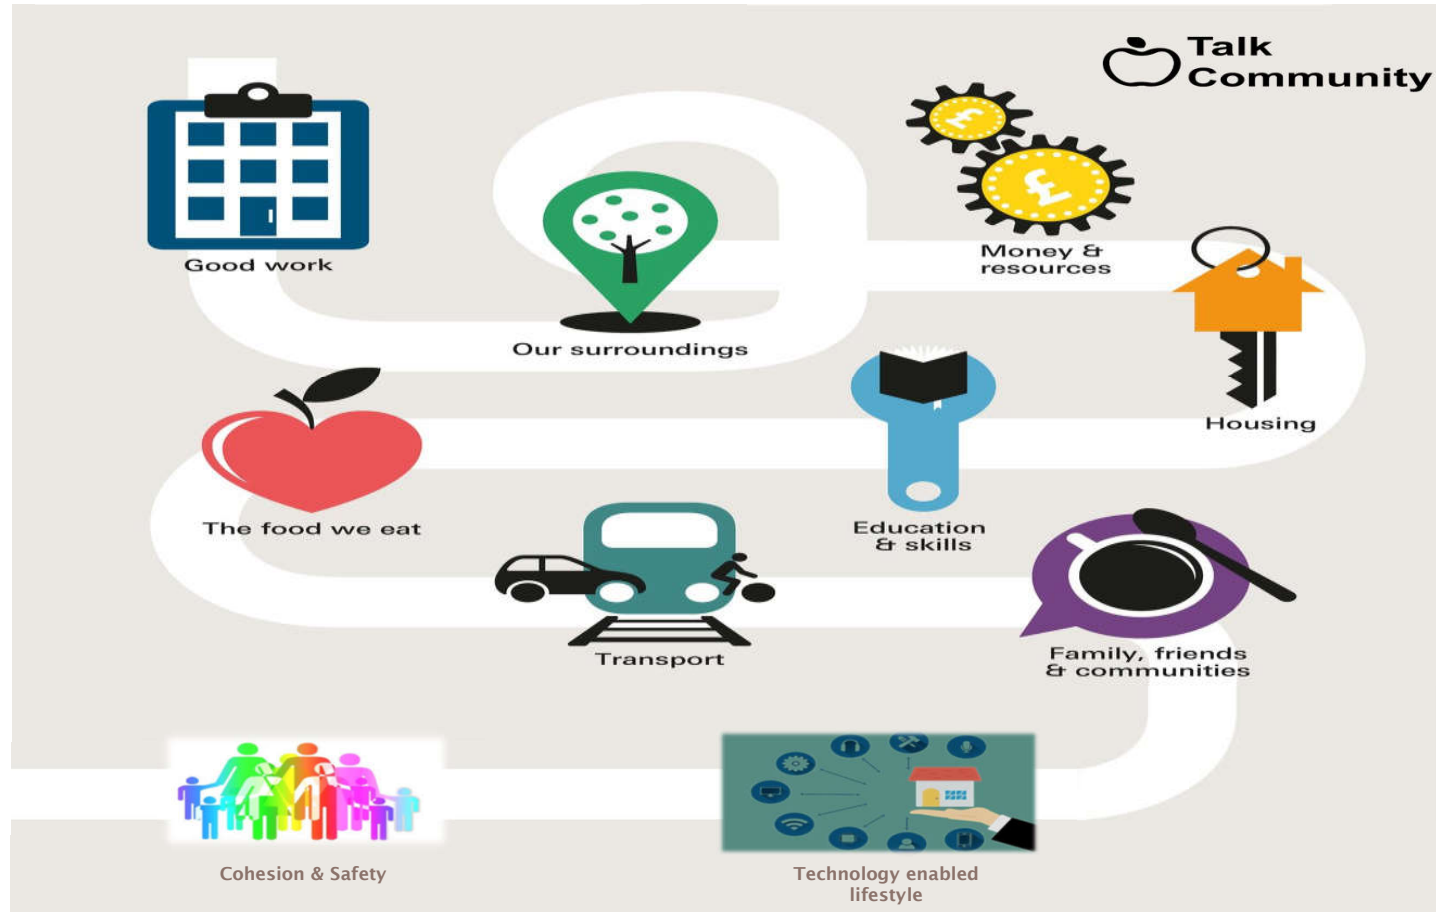 Talk
Community
£
£
Good work
Our surroundings
Money &
resources
Housing
The food we eat
Education
& skills
Transport
Family, friends
& communities
Cohesion & Safety
Technology enabled
lifestyle